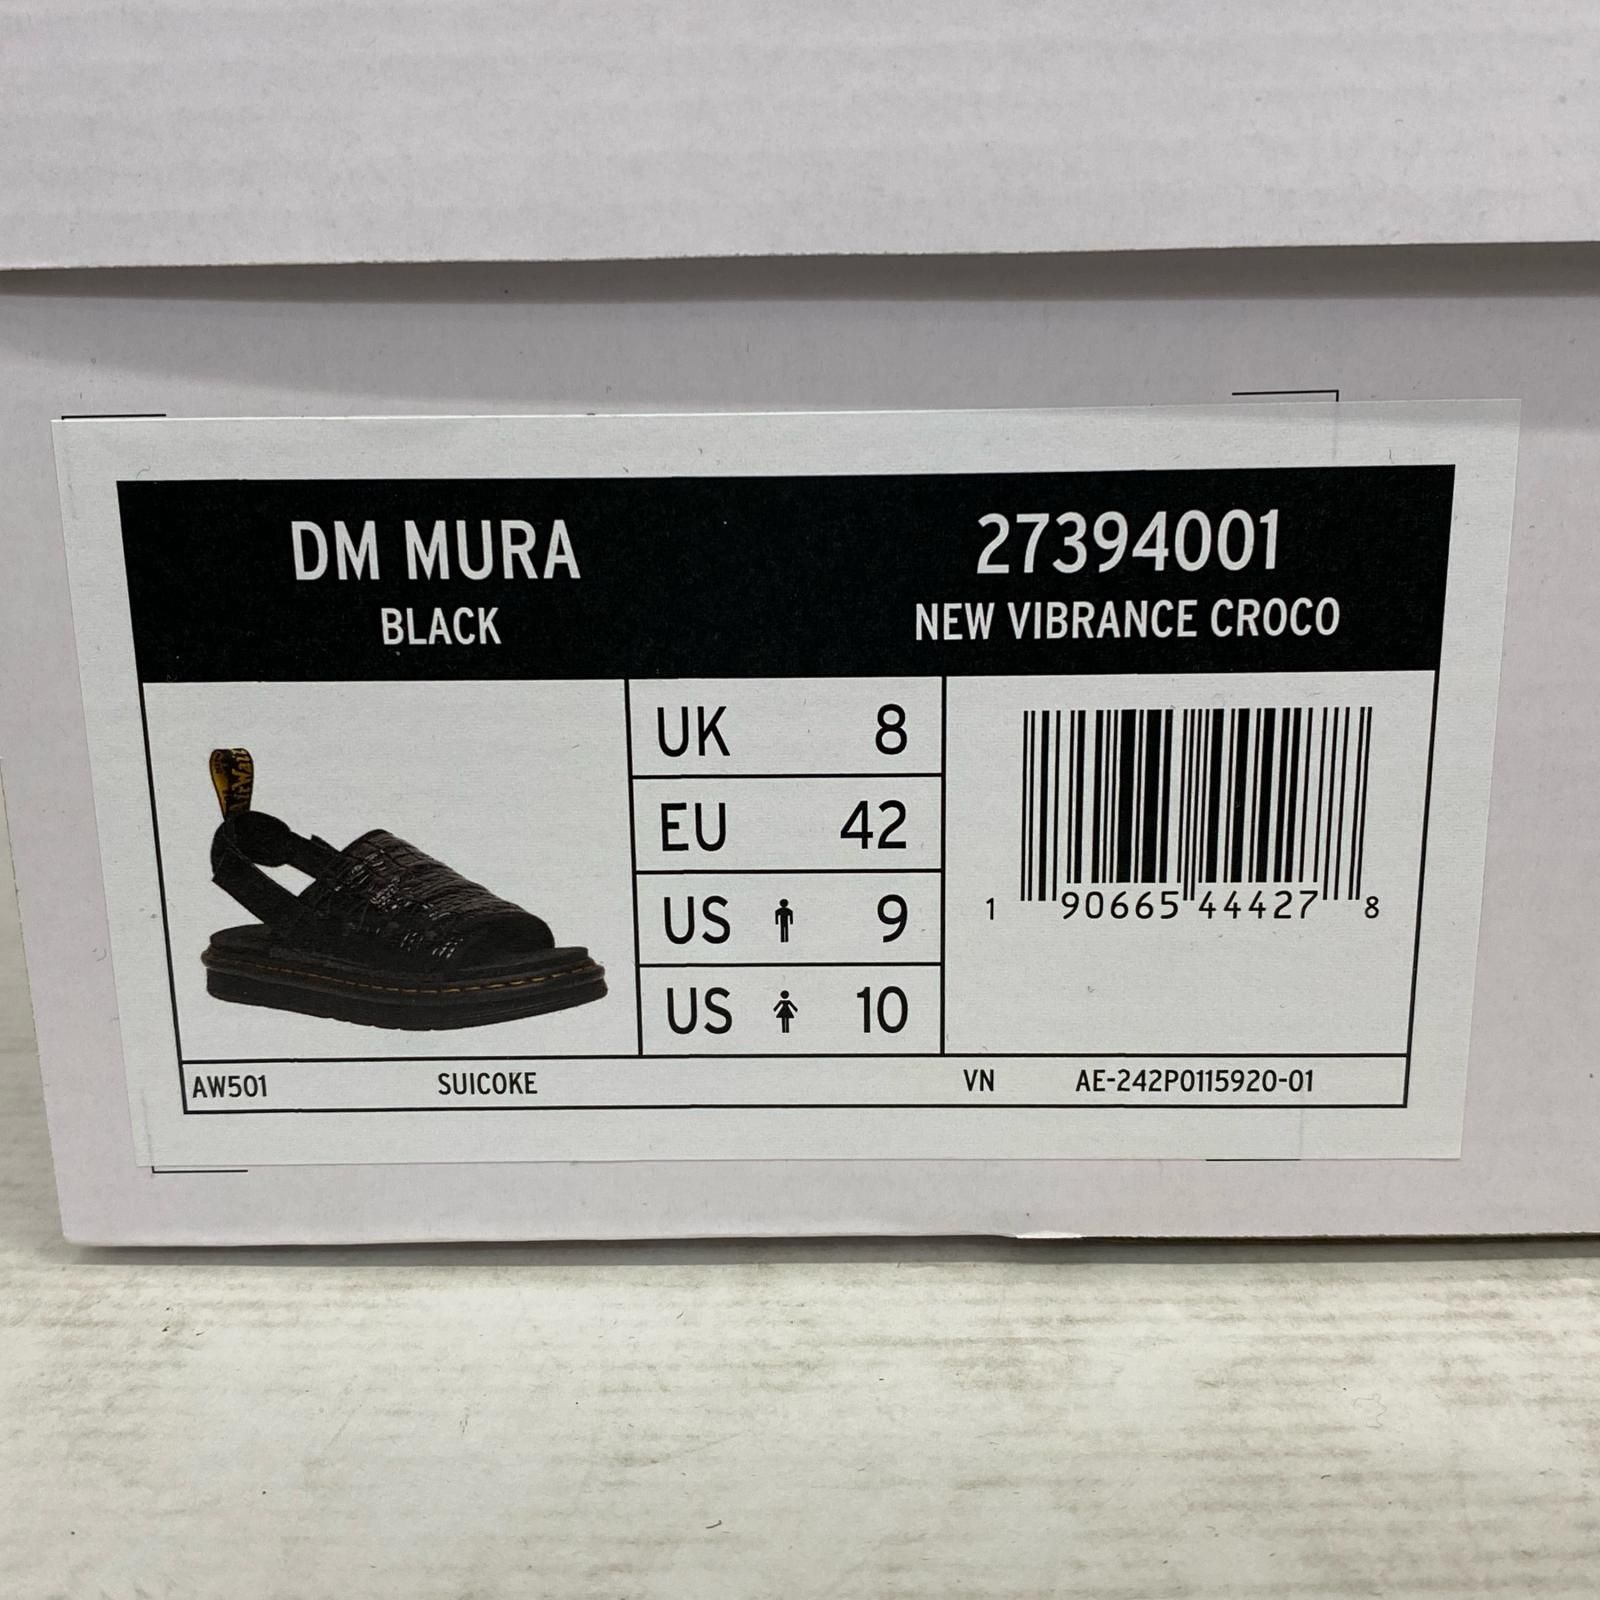 DM MURA
BLACK
27394001
NEW VIBRANCE CROCO
AirWair
UK 8
EU 42
US 9
US 10
1 90665 44427 8
AW501 SUICOKE VN AE-242P0115920-01